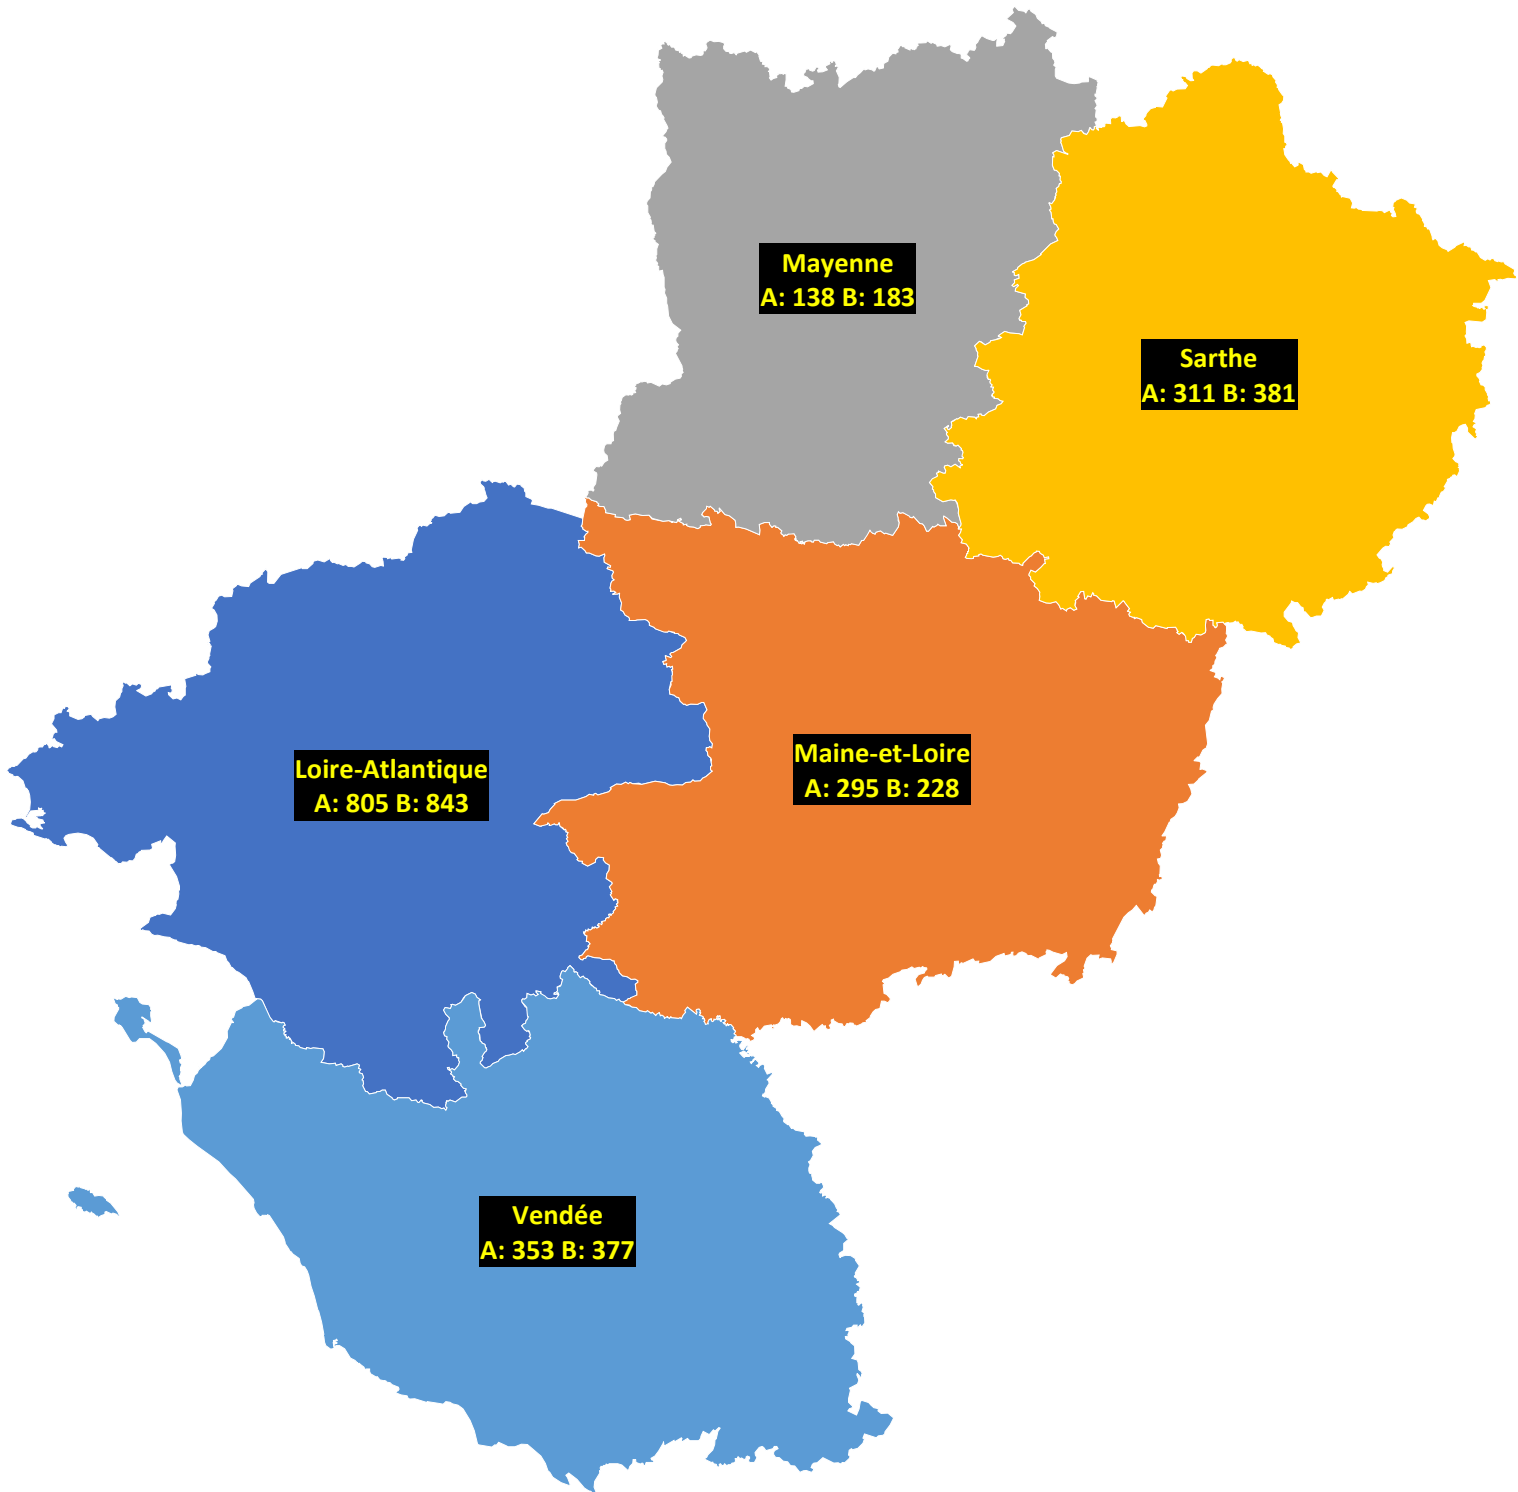 Mayenne
A: 138 B: 183
Sarthe
A: 311 B: 381
Loire-Atlantique
A: 805 B: 843
Maine-et-Loire
A: 295 B: 228
Vendée
A: 353 B: 377